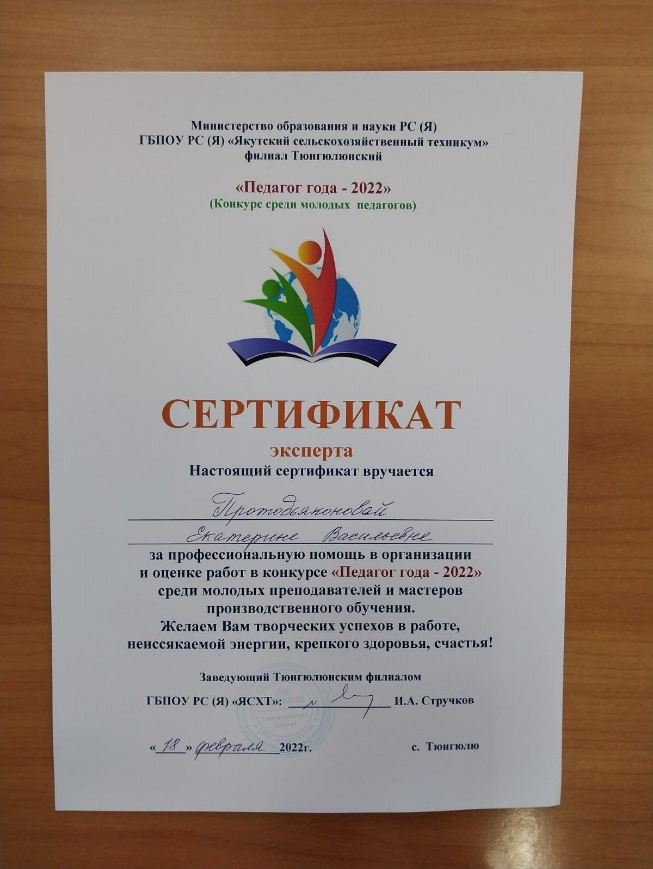 Министерство образования и науки РС (Я)
ГБПОУ РС (Я) «Якутский сельскохозяйственный техникум»
филиал Тюнгюлюнский
«Педагог года - 2022»
(Конкурс среди молодых педагогов)
СЕРТИФИКАТ
эксперта
Настоящий сертификат вручается
Протодьяконовой
Екатерине Васильевне
за профессиональную помощь в организации
и оценке работ в конкурсе «Педагог года - 2022»
среди молодых преподавателей и мастеров
производственного обучения.
Желаем Вам творческих успехов в работе,
неиссякаемой энергии, крепкого здоровья, счастья!
Заведующий Тюнгюлюнским филиалом
ГБПОУ РС (Я) «ЯСХТ»: И.А. Стручков
«18» февраля 2022г. с. Тюнгюлю